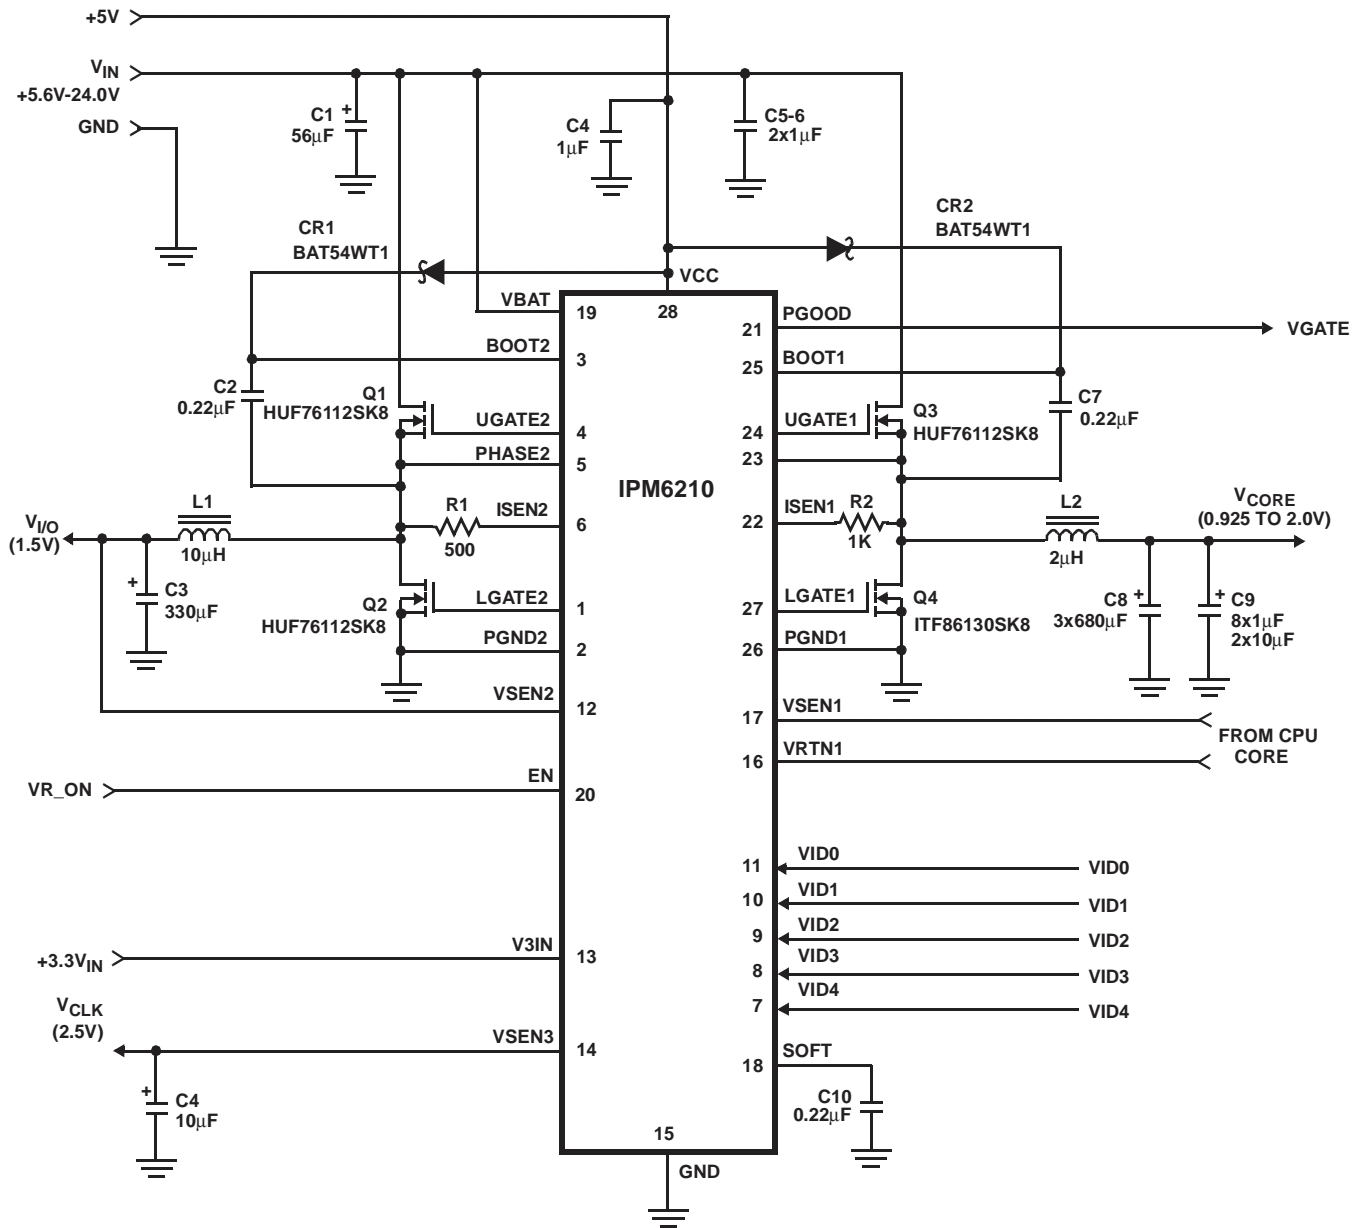 +5V
VIN
+5.6V-24.0V
GND
C1
56μF
+
C4
1μF
C5-6
2x1μF
CR1
BAT54WT1
CR2
BAT54WT1
VCC
28
VBAT
19
BOOT2
3
C2
0.22μF
Q1
HUF76112SK8
UGATE2
4
PHASE2
5
L1
10μH
VI/O
(1.5V)
R1
500
ISEN2
6
+
C3
330μF
Q2
HUF76112SK8
LGATE2
1
PGND2
2
VSEN2
12
VR_ON
EN
20
+3.3VIN
V3IN
13
VCLK
(2.5V)
VSEN3
14
+
C4
10μF
IPM6210
15
GND
21
PGOOD
VGATE
25
BOOT1
C7
0.22μF
24
UGATE1
Q3
HUF76112SK8
23
22
ISEN1
R2
1K
L2
2μH
VCORE
(0.925 TO 2.0V)
27
LGATE1
Q4
ITF86130SK8
C8
3x680μF
+
+
C9
8x1μF
2x10μF
26
PGND1
17
VSEN1
16
VRTN1
FROM CPU
CORE
11
VID0
VID0
10
VID1
VID1
9
VID2
VID2
8
VID3
VID3
7
VID4
VID4
18
SOFT
C10
0.22μF